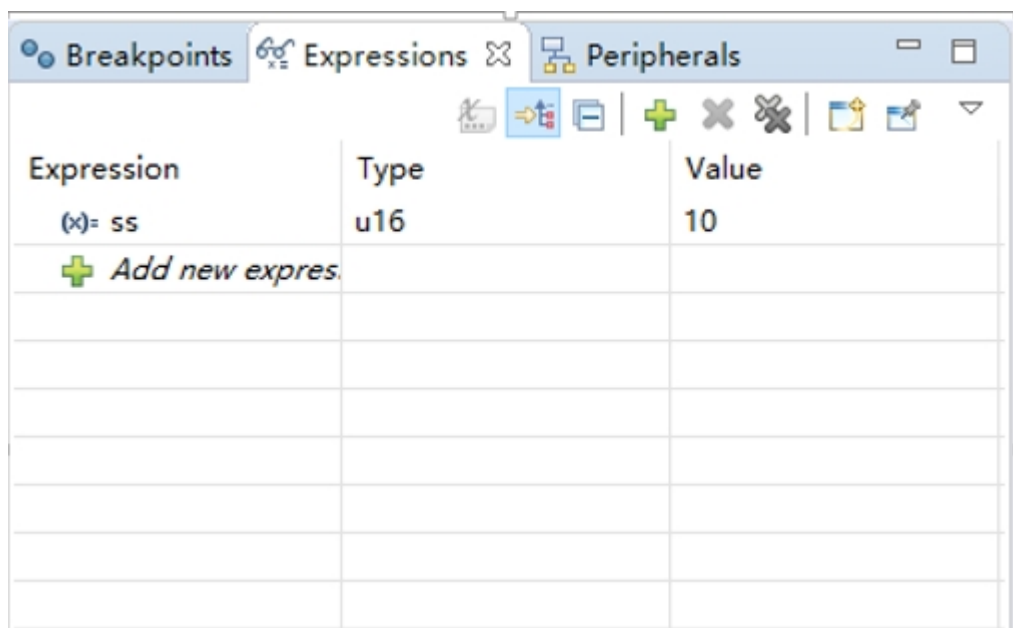 Breakpoints Expressions Peripherals
Expression Type Value
(x)= ss u16 10
Add new expres